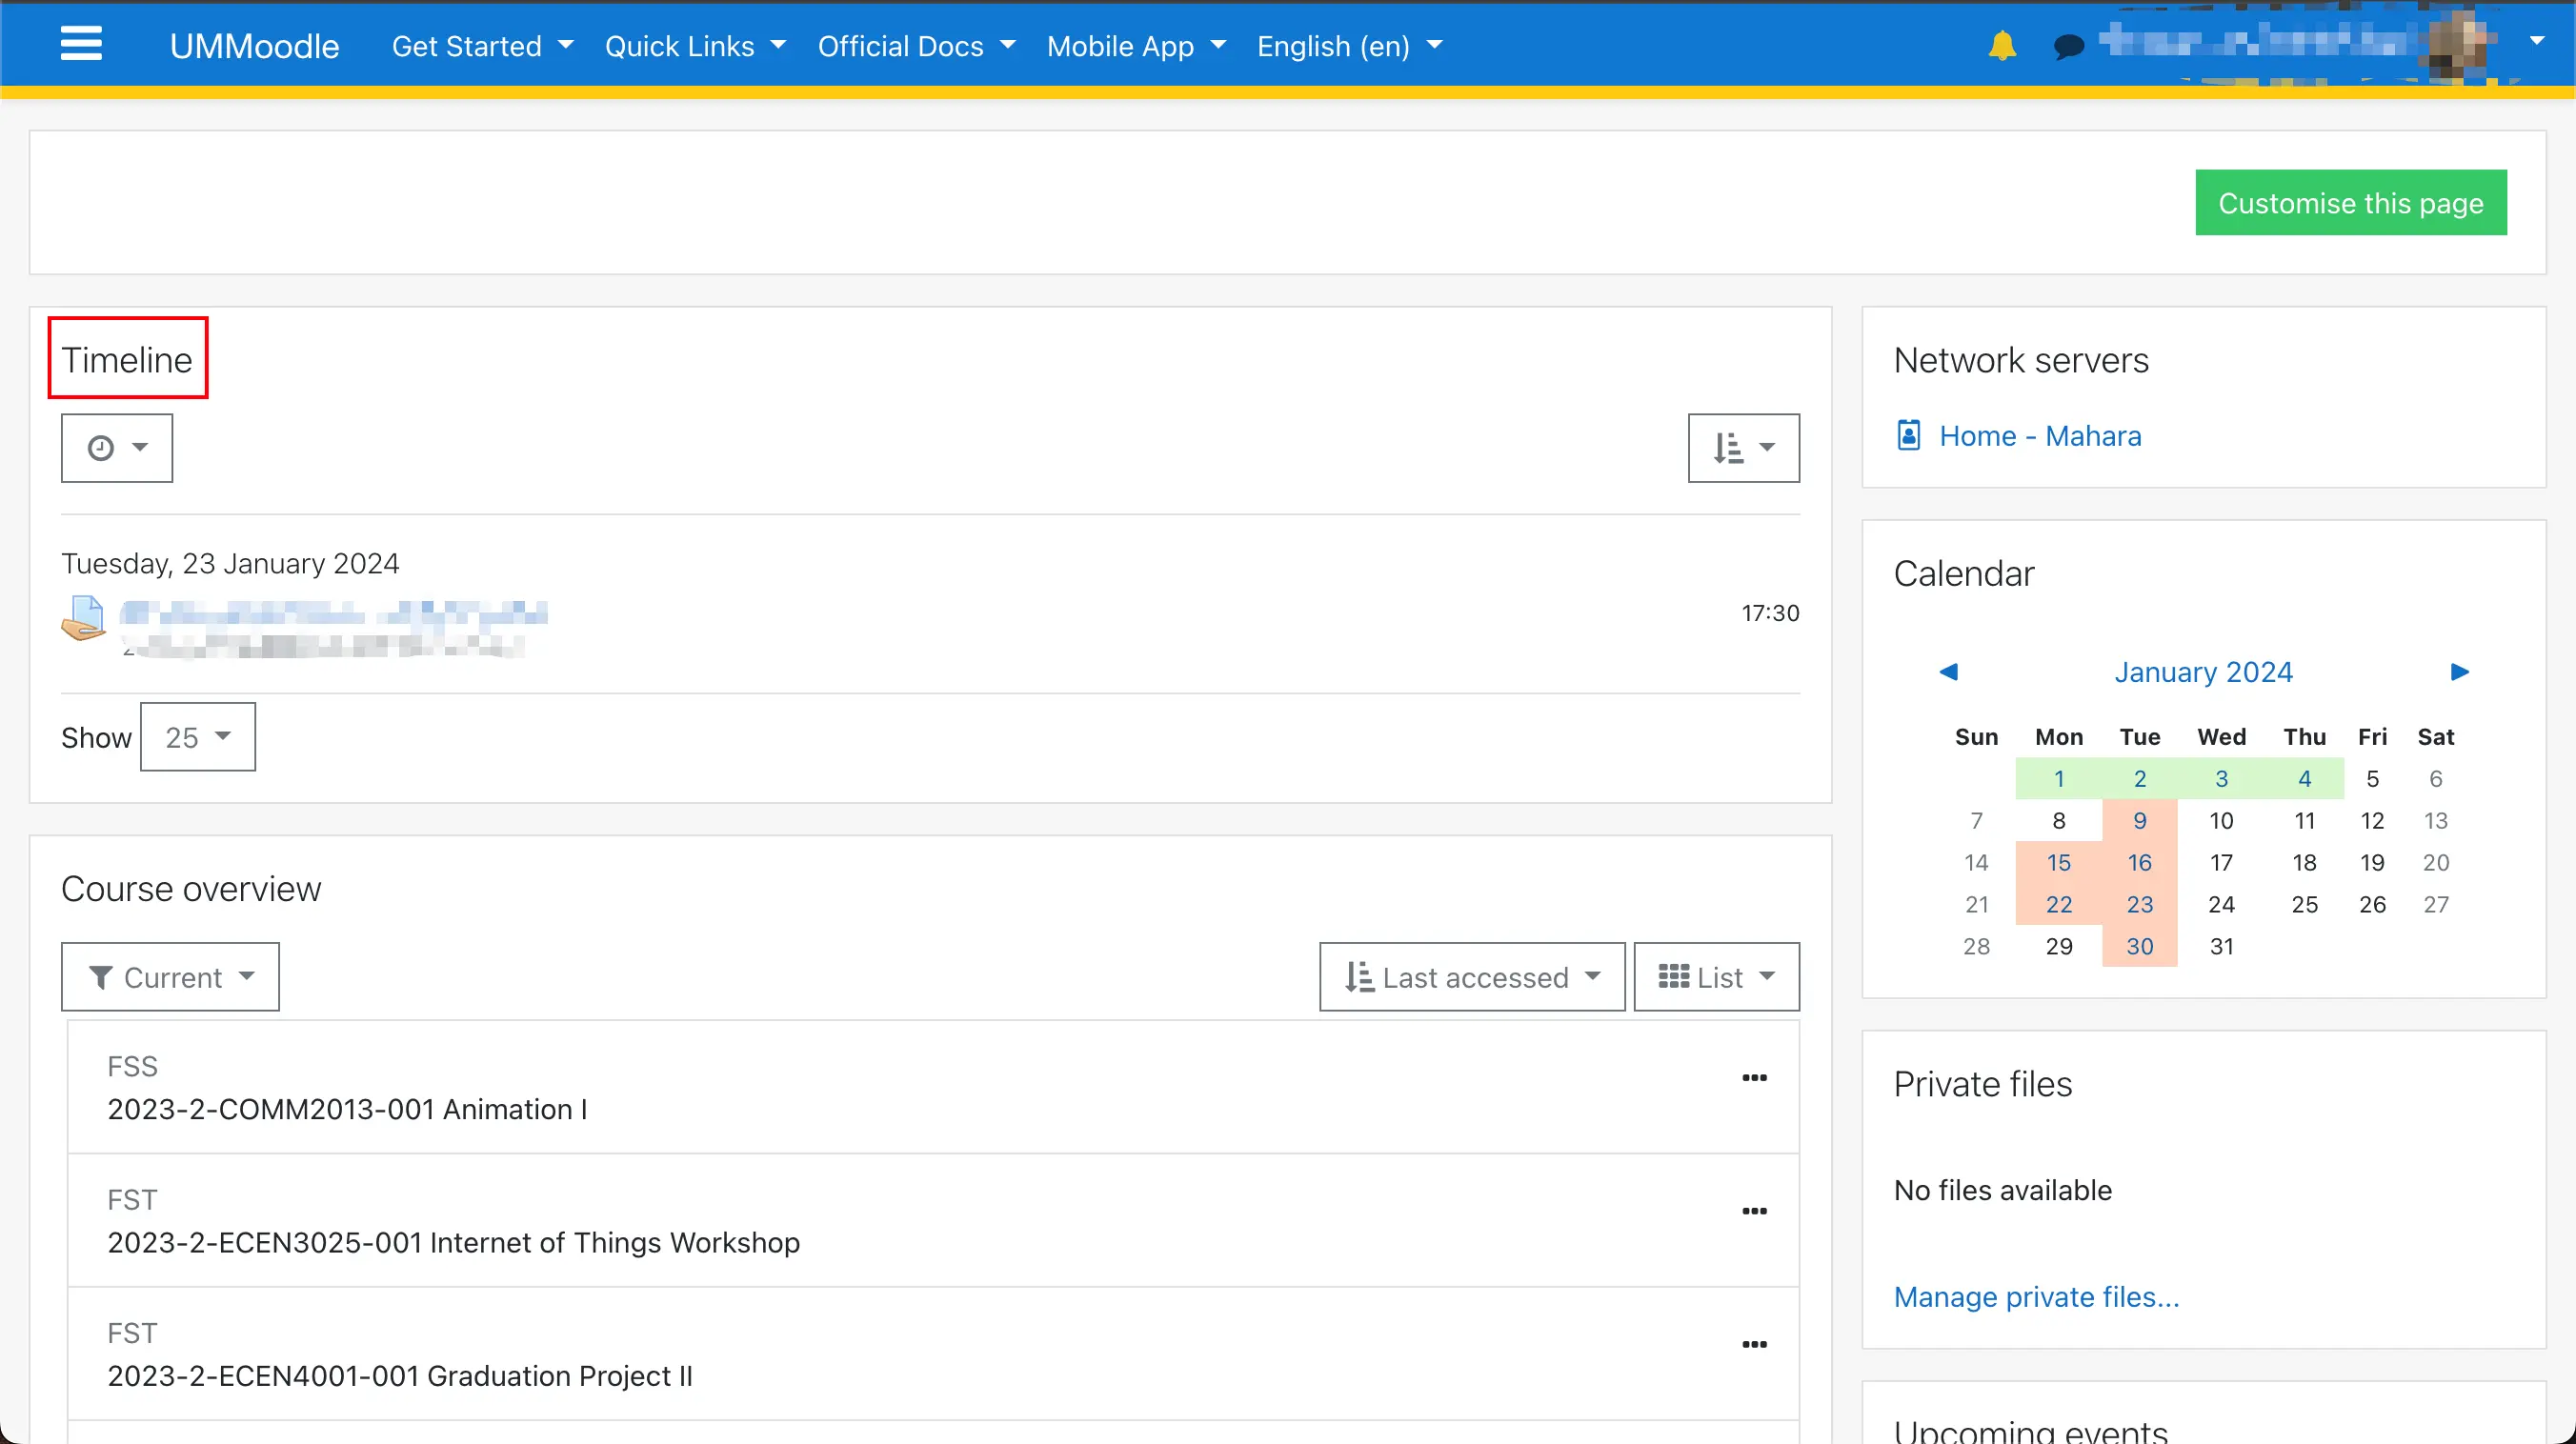 UMMoodle Get Started Quick Links Official Docs Mobile App English (en)
Customise this page
Timeline
Tuesday, 23 January 2024
17:30
Show 25
Course overview
Current Last accessed List
FSS
2023-2-COMM2013-001 Animation I
FST
2023-2-ECEN3025-001 Internet of Things Workshop
FST
2023-2-ECEN4001-001 Graduation Project II
Network servers
Home - Mahara
Calendar
January 2024
Sun Mon Tue Wed Thu Fri Sat
1 2 3 4 5 6
7 8 9 10 11 12 13
14 15 16 17 18 19 20
21 22 23 24 25 26 27
28 29 30 31
Private files
No files available
Manage private files...
Upcoming events